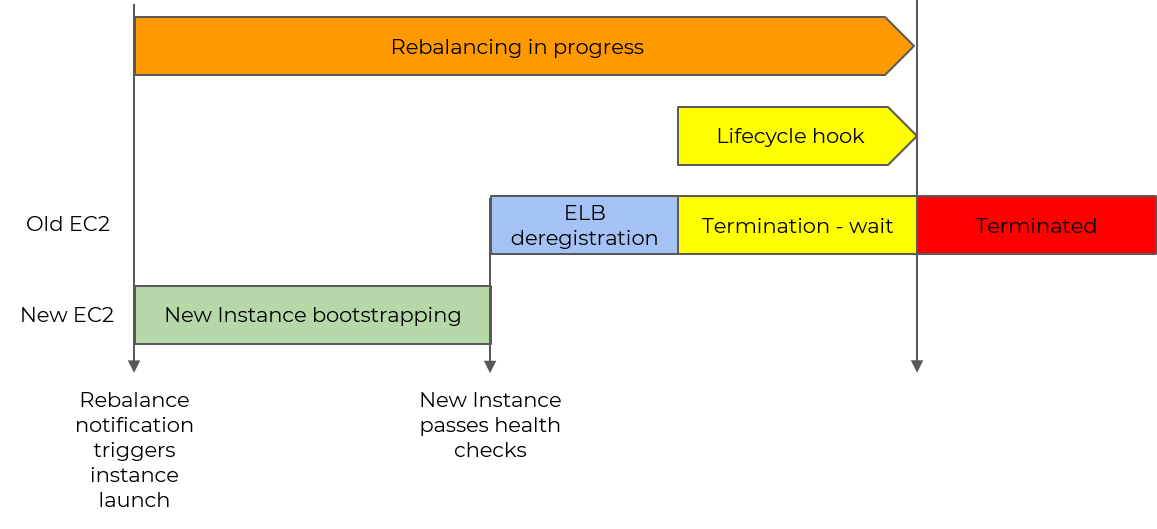 Rebalancing in progress
Lifecycle hook
Old EC2
ELB
deregistration
Termination - wait
Terminated
New EC2
New Instance bootstrapping
Rebalance
notification
triggers
instance
launch
New Instance
passes health
checks